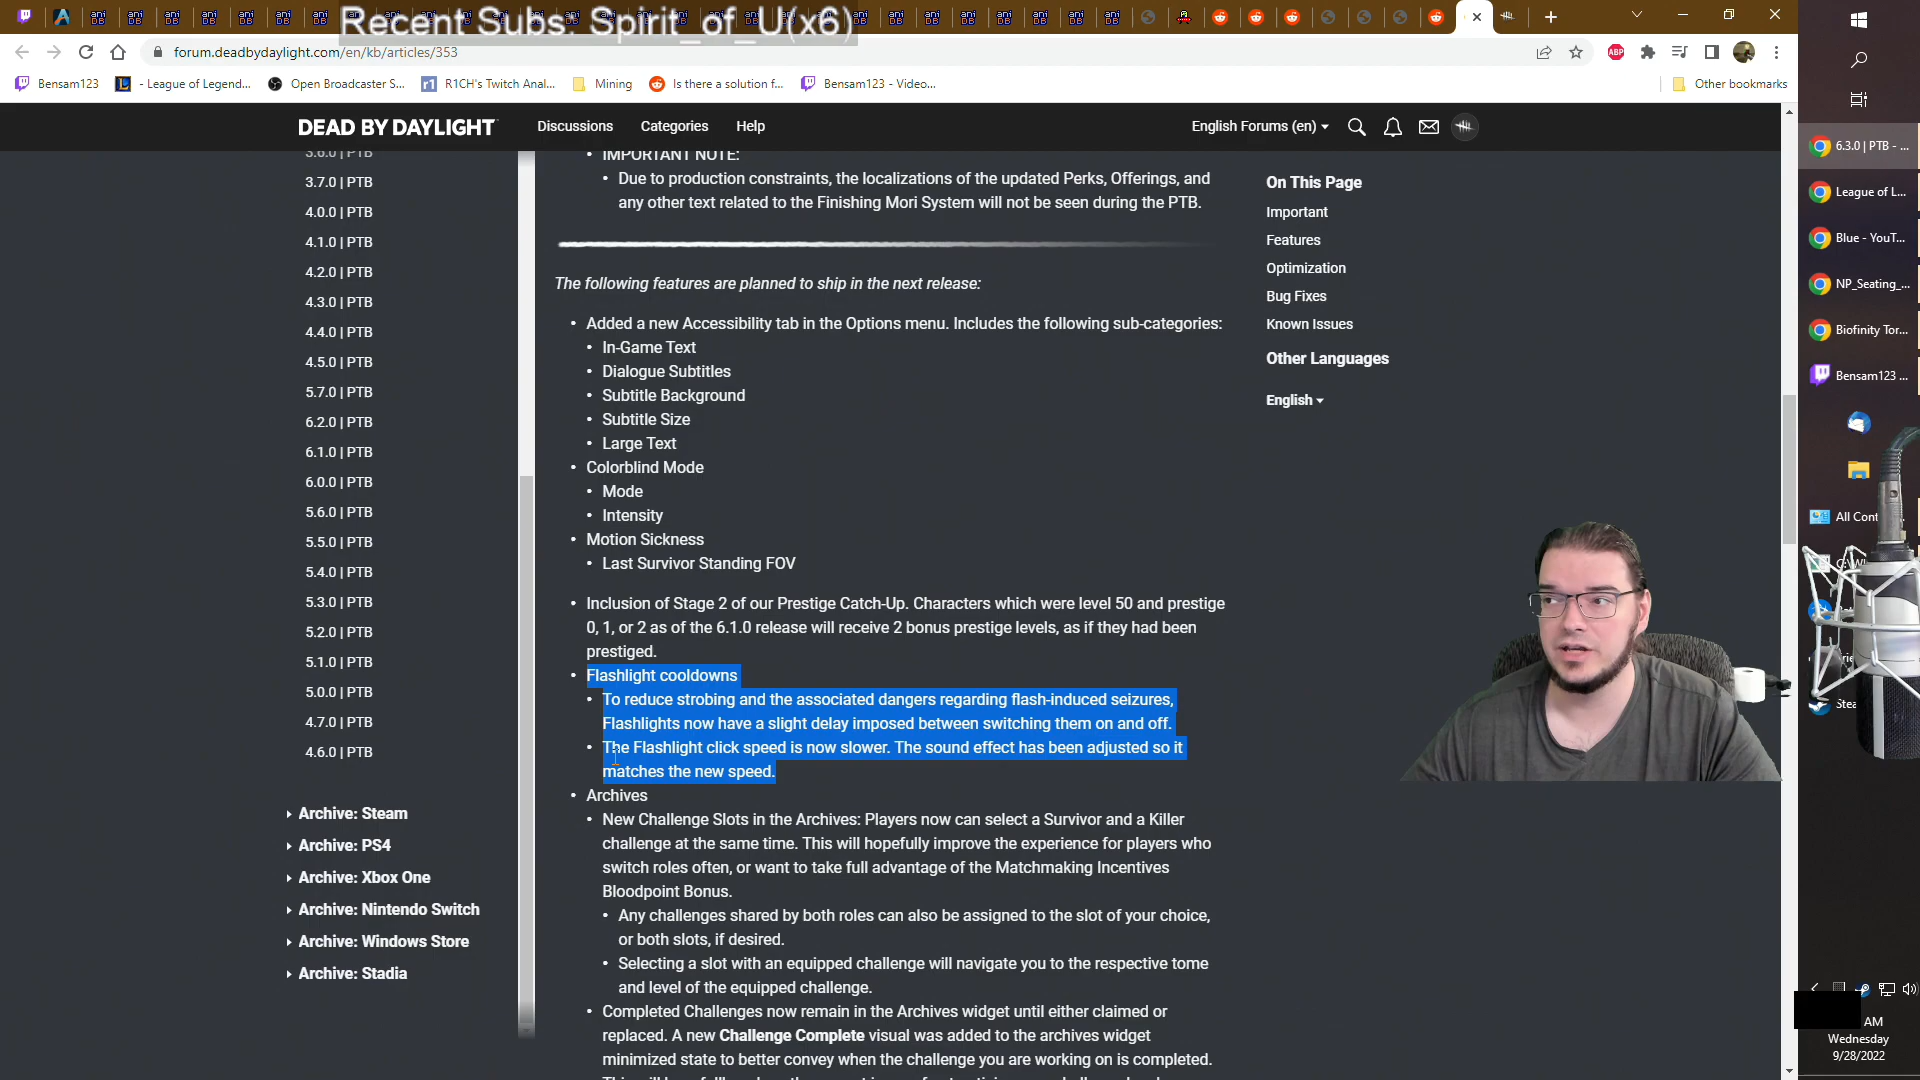 Recent Subs: Spirit_of_U(x6)
forum.deadbydaylight.com/en/kb/articles/353
Bensam123
- League of Legend...
Open Broadcaster S...
R1CH's Twitch Anal...
Mining
Is there a solution f...
Bensam123 - Video...
Other bookmarks
DEAD BY DAYLIGHT
Discussions
Categories
Help
English Forums (en)
3.6.0 | PTB
3.7.0 | PTB
4.0.0 | PTB
4.1.0 | PTB
4.2.0 | PTB
4.3.0 | PTB
4.4.0 | PTB
4.5.0 | PTB
5.7.0 | PTB
6.2.0 | PTB
6.1.0 | PTB
6.0.0 | PTB
5.6.0 | PTB
5.5.0 | PTB
5.4.0 | PTB
5.3.0 | PTB
5.2.0 | PTB
5.1.0 | PTB
5.0.0 | PTB
4.7.0 | PTB
4.6.0 | PTB
Archive: Steam
Archive: PS4
Archive: Xbox One
Archive: Nintendo Switch
Archive: Windows Store
Archive: Stadia
• IMPORTANT NOTE:
• Due to production constraints, the localizations of the updated Perks, Offerings, and
any other text related to the Finishing Mori System will not be seen during the PTB.
The following features are planned to ship in the next release:
• Added a new Accessibility tab in the Options menu. Includes the following sub-categories:
• In-Game Text
• Dialogue Subtitles
• Subtitle Background
• Subtitle Size
• Large Text
• Colorblind Mode
• Mode
• Intensity
• Motion Sickness
• Last Survivor Standing FOV
• Inclusion of Stage 2 of our Prestige Catch-Up. Characters which were level 50 and prestige
0, 1, or 2 as of the 6.1.0 release will receive 2 bonus prestige levels, as if they had been
prestiged.
• Flashlight cooldowns
• To reduce strobing and the associated dangers regarding flash-induced seizures,
Flashlights now have a slight delay imposed between switching them on and off.
• The Flashlight click speed is now slower. The sound effect has been adjusted so it
matches the new speed.
• Archives
• New Challenge Slots in the Archives: Players now can select a Survivor and a Killer
challenge at the same time. This will hopefully improve the experience for players who
switch roles often, or want to take full advantage of the Matchmaking Incentives
Bloodpoint Bonus.
• Any challenges shared by both roles can also be assigned to the slot of your choice,
or both slots, if desired.
• Selecting a slot with an equipped challenge will navigate you to the respective tome
and level of the equipped challenge.
• Completed Challenges now remain in the Archives widget until either claimed or
replaced. A new Challenge Complete visual was added to the archives widget
minimized state to better convey when the challenge you are working on is completed.
On This Page
Important
Features
Optimization
Bug Fixes
Known Issues
Other Languages
English
6.3.0 | PTB - ...
League of L...
Blue - YouT...
NP_Seating_...
Biofinity Tor...
Bensam123 ...
All Cont
AM
Wednesday
9/28/2022